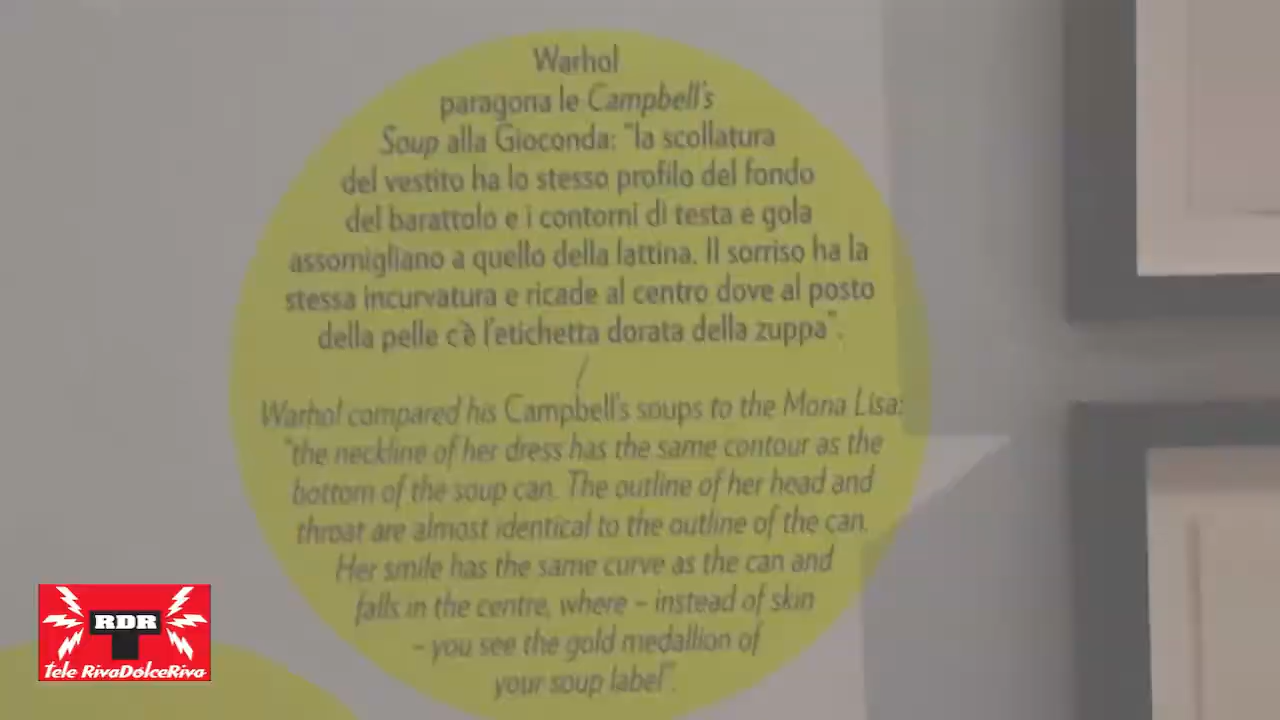 Warhol
paragona le Campbell's
Soup alla Gioconda: "la scollatura
del vestito ha lo stesso profilo del fondo
del barattolo e i contorni di testa e gola
assomigliano a quello della lattina. Il sorriso ha la
stessa incurvatura e ricade al centro dove al posto
della pelle c'è l'etichetta dorata della zuppa".
/
Warhol compared his Campbell's soups to the Mona Lisa:
"the neckline of her dress has the same contour as the
bottom of the soup can. The outline of her head and
throat are almost identical to the outline of the can.
Her smile has the same curve as the can and
falls in the centre, where – instead of skin
– you see the gold medallion of
your soup label".
RDR
Tele RivaDolceRiva